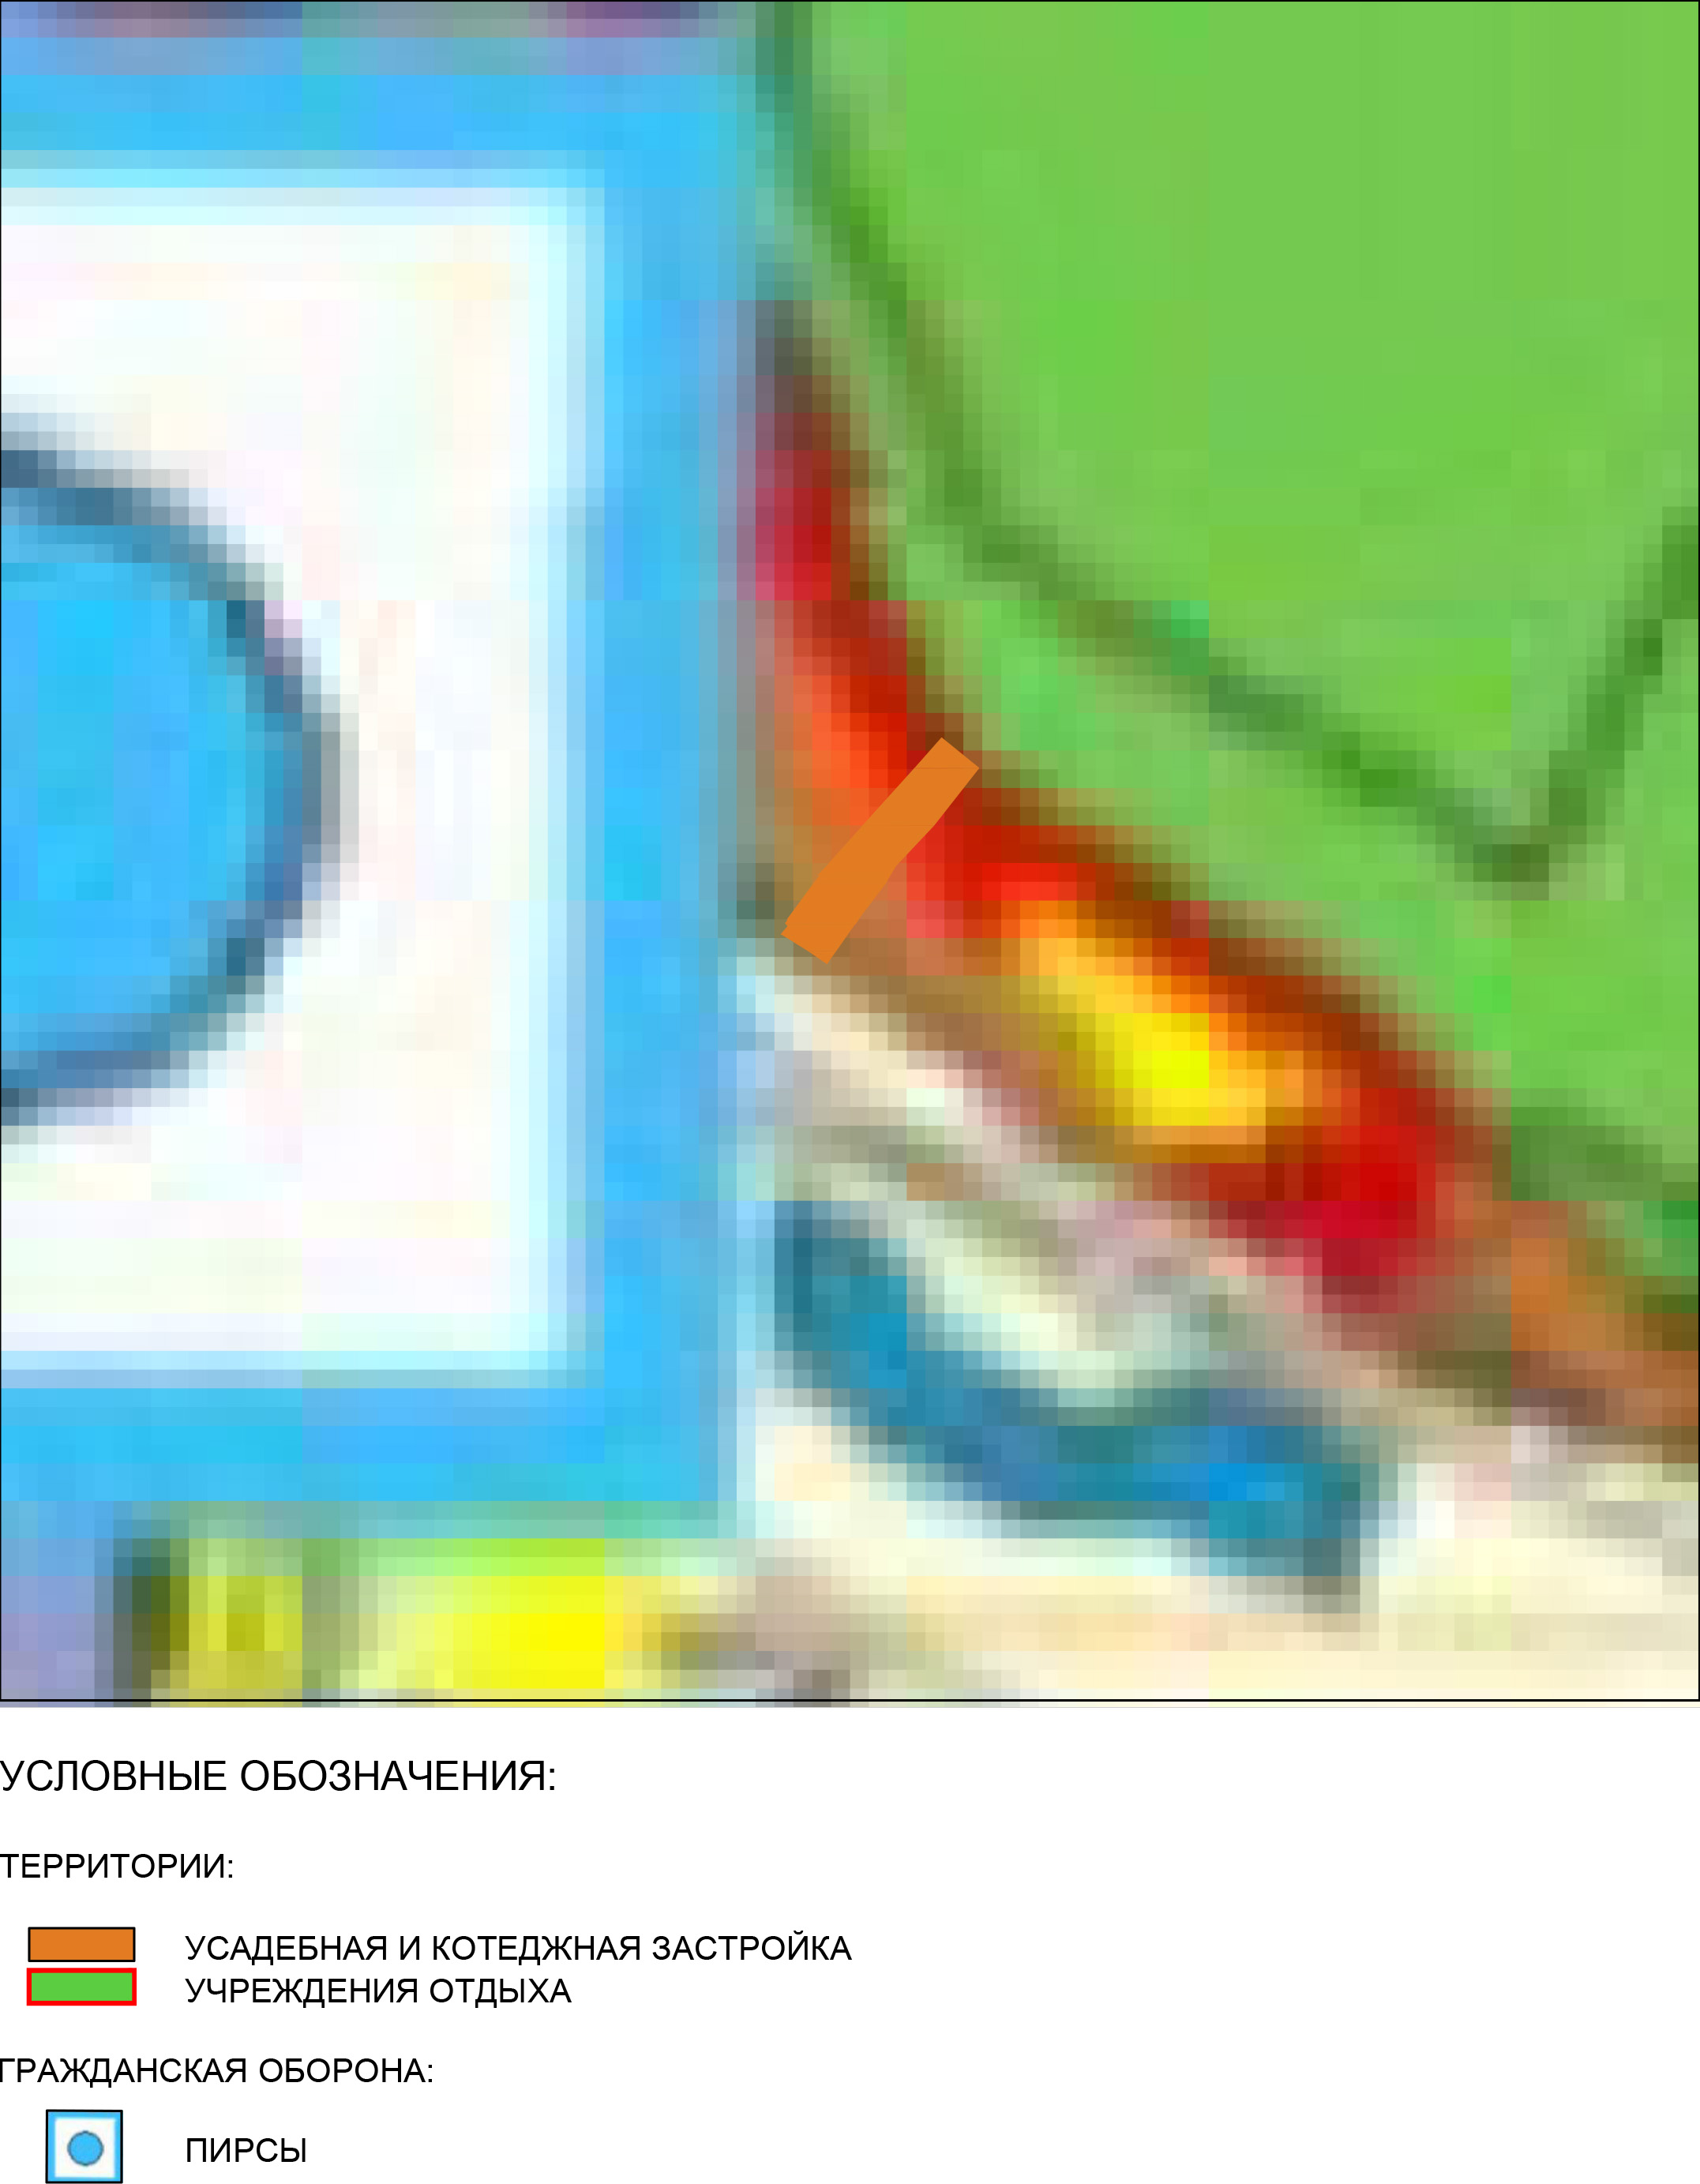 УСЛОВНЫЕ ОБОЗНАЧЕНИЯ:
ТЕРРИТОРИИ:
УСАДЕБНАЯ И КОТЕДЖНАЯ ЗАСТРОЙКА
УЧРЕЖДЕНИЯ ОТДЫХА
ГРАЖДАНСКАЯ ОБОРОНА:
ПИРСЫ